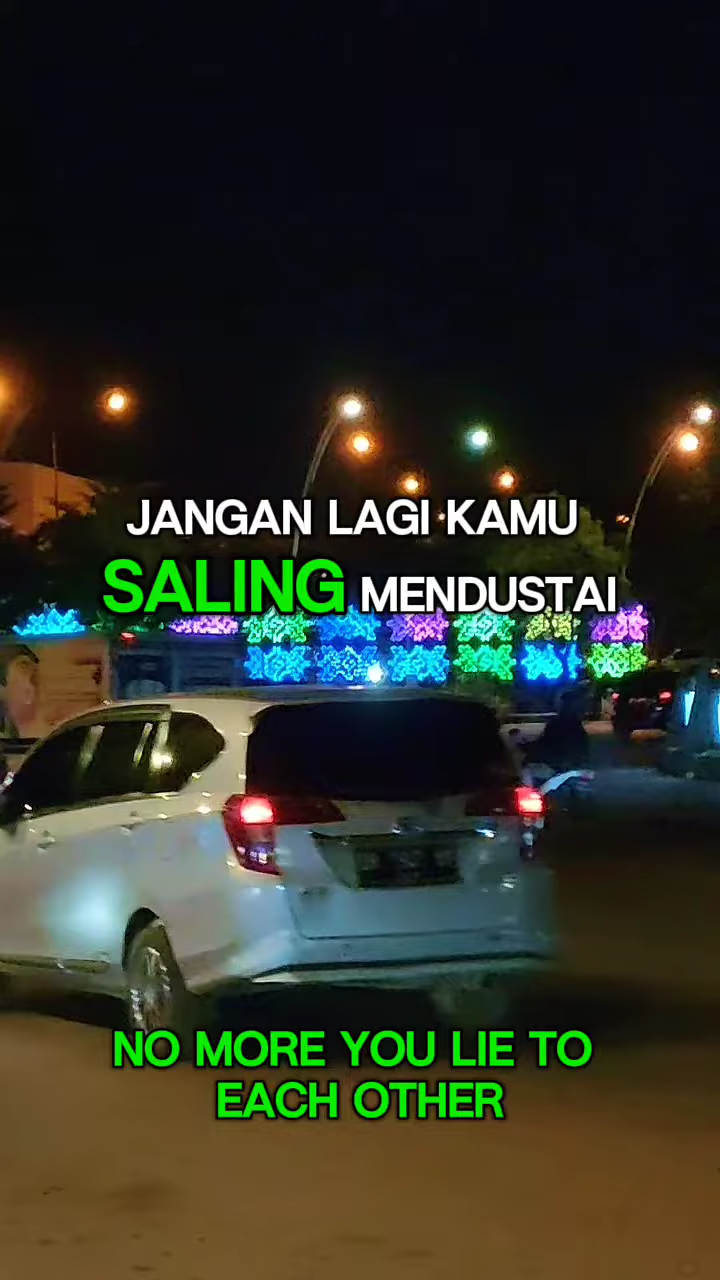 JANGAN LAGI KAMU
SALING MENDUSTAI
NO MORE YOU LIE TO
EACH OTHER